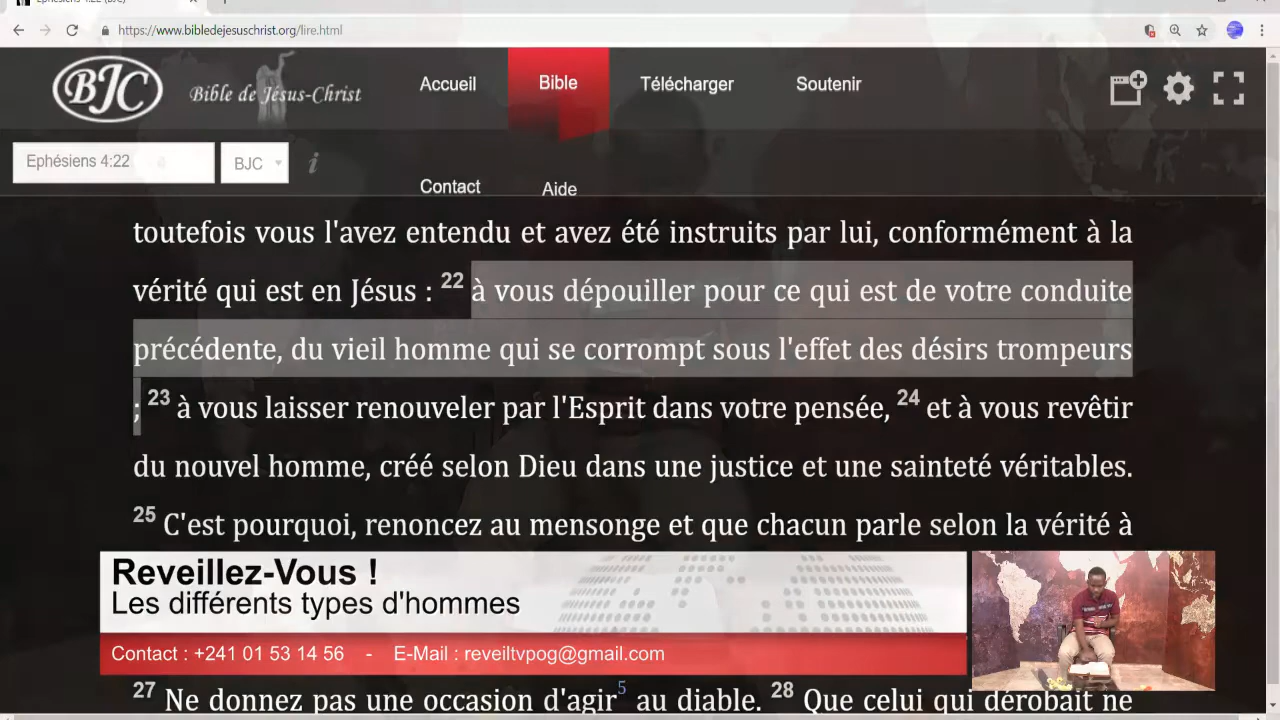 Ephésiens 4:22 (BJC)
https://www.bibledejesuschrist.org/lire.html
BJC Bible de Jésus-Christ Accueil Bible Télécharger Soutenir
Ephésiens 4:22 BJC i
Contact Aide
toutefois vous l'avez entendu et avez été instruits par lui, conformément à la
vérité qui est en Jésus : 22 à vous dépouiller pour ce qui est de votre conduite
précédente, du vieil homme qui se corrompt sous l'effet des désirs trompeurs
; 23 à vous laisser renouveler par l'Esprit dans votre pensée, 24 et à vous revêtir
du nouvel homme, créé selon Dieu dans une justice et une sainteté véritables.
25 C'est pourquoi, renoncez au mensonge et que chacun parle selon la vérité à
Reveillez-Vous !
Les différents types d'hommes
Contact : +241 01 53 14 56 - E-Mail : reveiltvpog@gmail.com
27 Ne donnez pas une occasion d'agir5 au diable. 28 Que celui qui dérobait ne